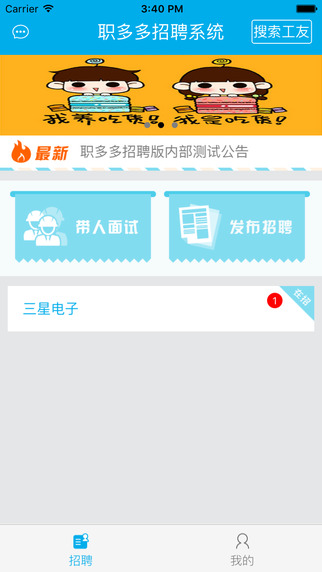 Carrier 3:40 PM
职多多招聘系统
搜索工友
我养吃货! 我是吃货!
最新 职多多招聘版内部测试公告
带人面试 发布招聘
三星电子 1 在招
招聘 我的